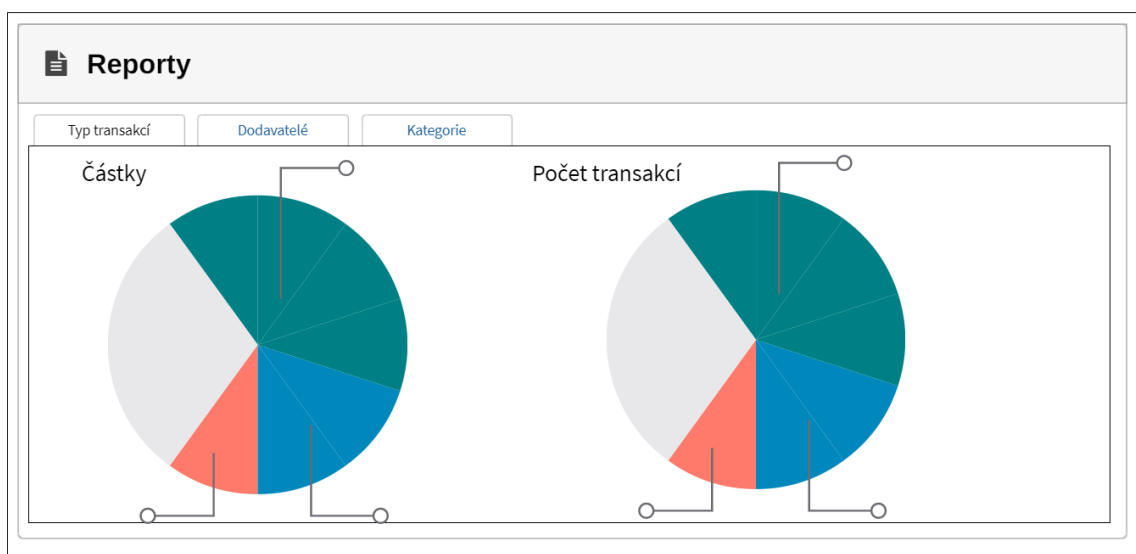 Reporty
Typ transakcí
Dodavatelé
Kategorie
Částky
Počet transakcí